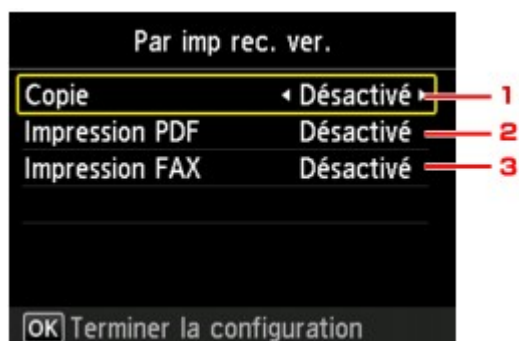 Par imp rec. ver.
Copie Désactivé 1
Impression PDF Désactivé 2
Impression FAX Désactivé 3
OK Terminer la configuration